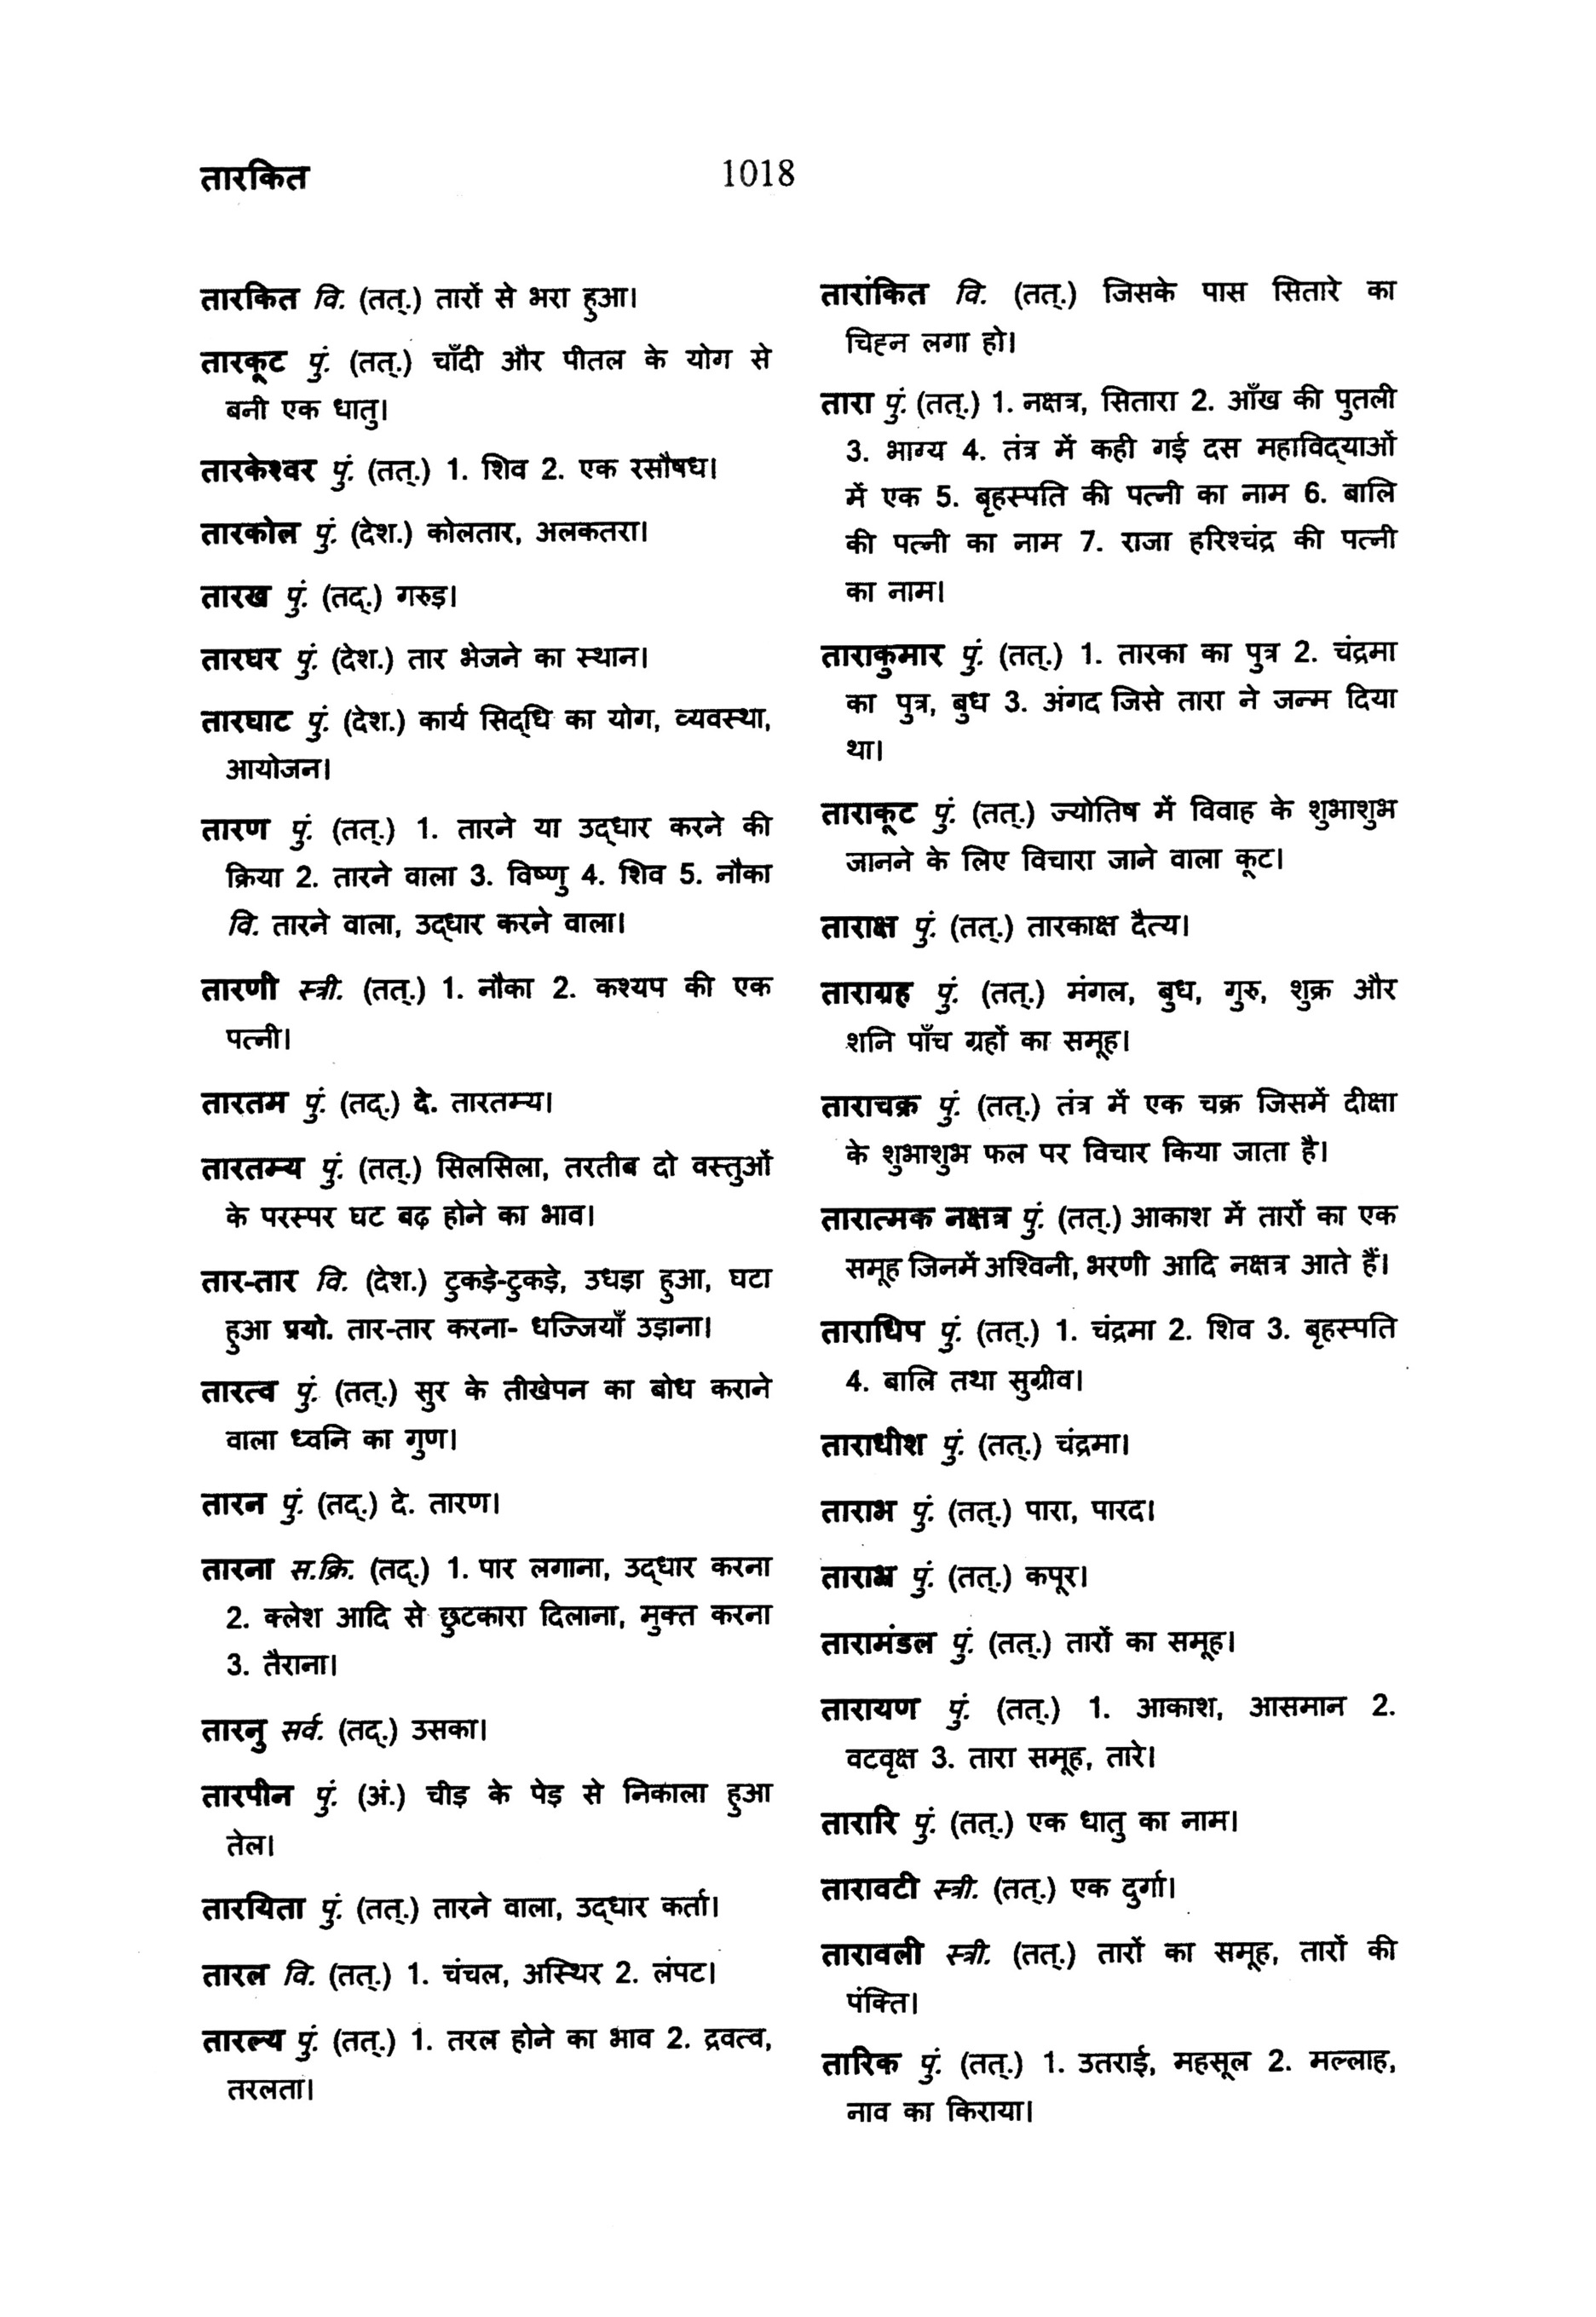 तारकित
1018
तारकित वि. (तत्.) तारों से भरा हुआ।
तारकूट पुं. (तत्.) चाँदी और पीतल के योग से
बनी एक धातु।
तारकेश्वर पुं. (तत्.) 1. शिव 2. एक रसौषध।
तारकोल पुं. (देश.) कोलतार, अलकतरा।
तारख पुं. (तद्.) गरुड़।
तारघर पुं. (देश.) तार भेजने का स्थान।
तारघाट पुं. (देश.) कार्य सिद्धि का योग, व्यवस्था,
आयोजन।
तारण पुं. (तत्.) 1. तारने या उद्धार करने की
क्रिया 2. तारने वाला 3. विष्णु 4. शिव 5. नौका
वि. तारने वाला, उद्धार करने वाला।
तारणी स्त्री. (तत्.) 1. नौका 2. कश्यप की एक
पत्नी।
तारतम पुं. (तद्.) दे. तारतम्य।
तारतम्य पुं. (तत्.) सिलसिला, तरतीब दो वस्तुओं
के परस्पर घट बढ़ होने का भाव।
तार-तार वि. (देश.) टुकड़े-टुकड़े, उधड़ा हुआ, घटा
हुआ प्रयो. तार-तार करना- धज्जियाँ उड़ाना।
तारत्व पुं. (तत्.) सुर के तीखेपन का बोध कराने
वाला ध्वनि का गुण।
तारन पुं. (तद्.) दे. तारण।
तारना स.क्रि. (तद्.) 1. पार लगाना, उद्धार करना
2. क्लेश आदि से छुटकारा दिलाना, मुक्त करना
3. तैराना।
तारनु सर्व. (तद्.) उसका।
तारपीन पुं. (अं.) चीड़ के पेड़ से निकाला हुआ
तेल।
तारयिता पुं. (तत्.) तारने वाला, उद्धार कर्ता।
तारल वि. (तत्.) 1. चंचल, अस्थिर 2. लंपट।
तारल्य पुं. (तत्.) 1. तरल होने का भाव 2. द्रवत्व,
तरलता।
तारांकित वि. (तत्.) जिसके पास सितारे का
चिह्न लगा हो।
तारा पुं. (तत्.) 1. नक्षत्र, सितारा 2. आँख की पुतली
3. भाग्य 4. तंत्र में कही गई दस महाविद्याओं
में एक 5. बृहस्पति की पत्नी का नाम 6. बालि
की पत्नी का नाम 7. राजा हरिश्चंद्र की पत्नी
का नाम।
ताराकुमार पुं. (तत्.) 1. तारका का पुत्र 2. चंद्रमा
का पुत्र, बुध 3. अंगद जिसे तारा ने जन्म दिया
था।
ताराकूट पुं. (तत्.) ज्योतिष में विवाह के शुभाशुभ
जानने के लिए विचारा जाने वाला कूट।
ताराक्ष पुं. (तत्.) तारकाक्ष दैत्य।
ताराग्रह पुं. (तत्.) मंगल, बुध, गुरु, शुक्र और
शनि पाँच ग्रहों का समूह।
ताराचक्र पुं. (तत्.) तंत्र में एक चक्र जिसमें दीक्षा
के शुभाशुभ फल पर विचार किया जाता है।
तारात्मक नक्षत्र पुं. (तत्.) आकाश में तारों का एक
समूह जिनमें अश्विनी, भरणी आदि नक्षत्र आते हैं।
ताराधिप पुं. (तत्.) 1. चंद्रमा 2. शिव 3. बृहस्पति
4. बालि तथा सुग्रीव।
ताराधीश पुं. (तत्.) चंद्रमा।
ताराभ पुं. (तत्.) पारा, पारद।
ताराभ्र पुं. (तत्.) कपूर।
तारामंडल पुं. (तत्.) तारों का समूह।
तारायण पुं. (तत्.) 1. आकाश, आसमान 2.
वटवृक्ष 3. तारा समूह, तारे।
तारारि पुं. (तत्.) एक धातु का नाम।
तारावटी स्त्री. (तत्.) एक दुर्गा।
तारावली स्त्री. (तत्.) तारों का समूह, तारों की
पंक्ति।
तारिक पुं. (तत्.) 1. उतराई, महसूल 2. मल्लाह,
नाव का किराया।